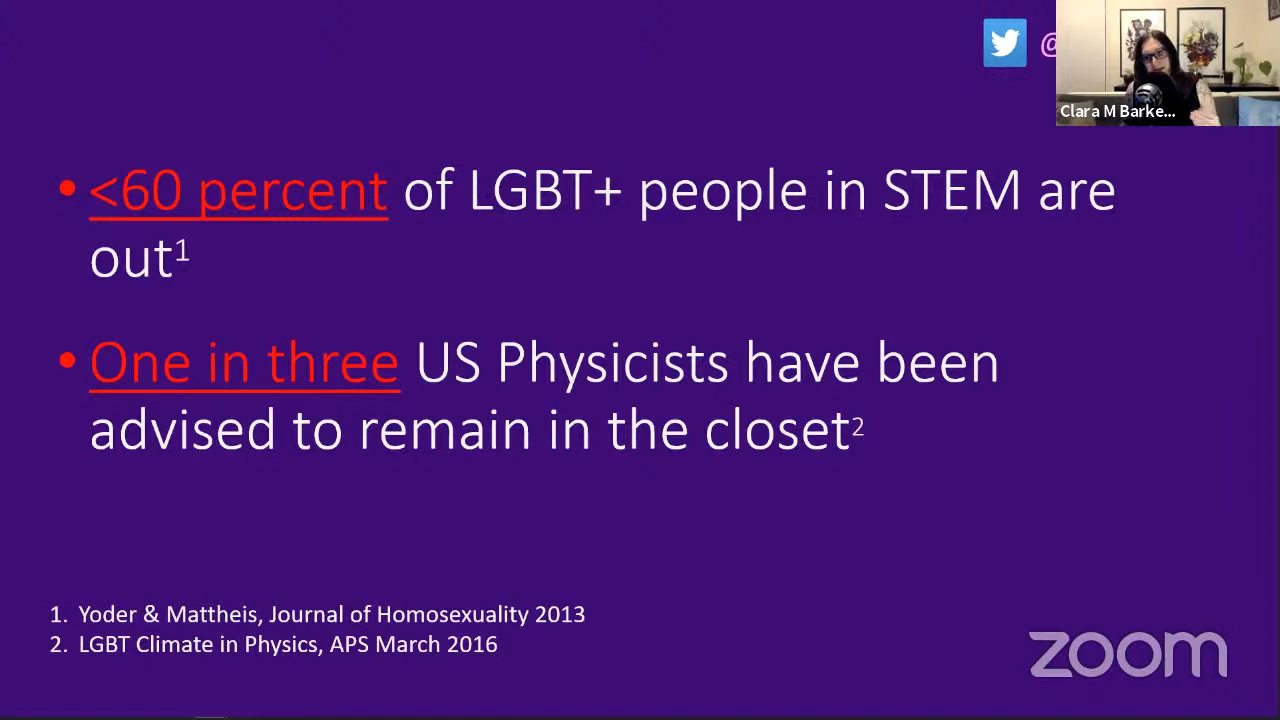 @
Clara M Barke...
• <60 percent of LGBT+ people in STEM are
out¹
• One in three US Physicists have been
advised to remain in the closet²
1. Yoder & Mattheis, Journal of Homosexuality 2013
2. LGBT Climate in Physics, APS March 2016
zoom